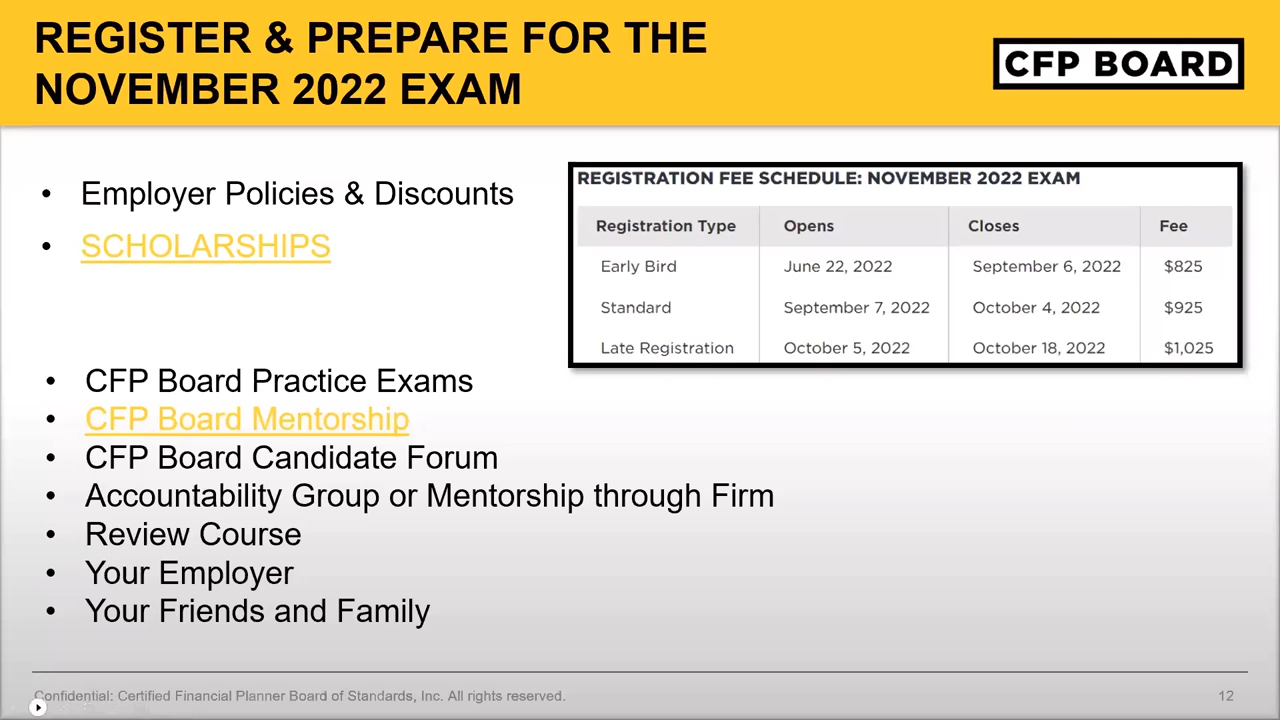 REGISTER & PREPARE FOR THE
NOVEMBER 2022 EXAM
CFP BOARD
• Employer Policies & Discounts
• SCHOLARSHIPS
REGISTRATION FEE SCHEDULE: NOVEMBER 2022 EXAM
Registration Type Opens Closes Fee
Early Bird June 22, 2022 September 6, 2022 $825
Standard September 7, 2022 October 4, 2022 $925
Late Registration October 5, 2022 October 18, 2022 $1,025
• CFP Board Practice Exams
• CFP Board Mentorship
• CFP Board Candidate Forum
• Accountability Group or Mentorship through Firm
• Review Course
• Your Employer
• Your Friends and Family
Confidential: Certified Financial Planner Board of Standards, Inc. All rights reserved.
12